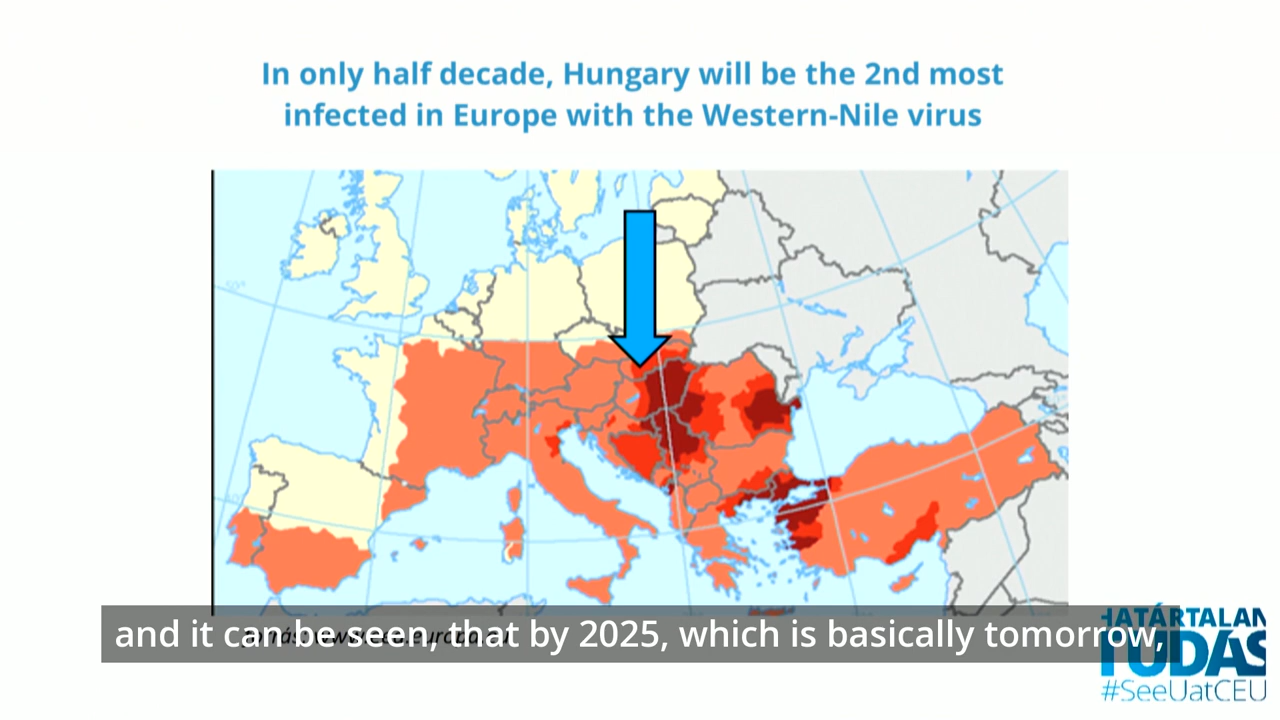 In only half decade, Hungary will be the 2nd most
infected in Europe with the Western-Nile virus
and it can be seen, that by 2025, which is basically tomorrow,
HATÁRTALAN
TUDÁS
#SeeUatCEU